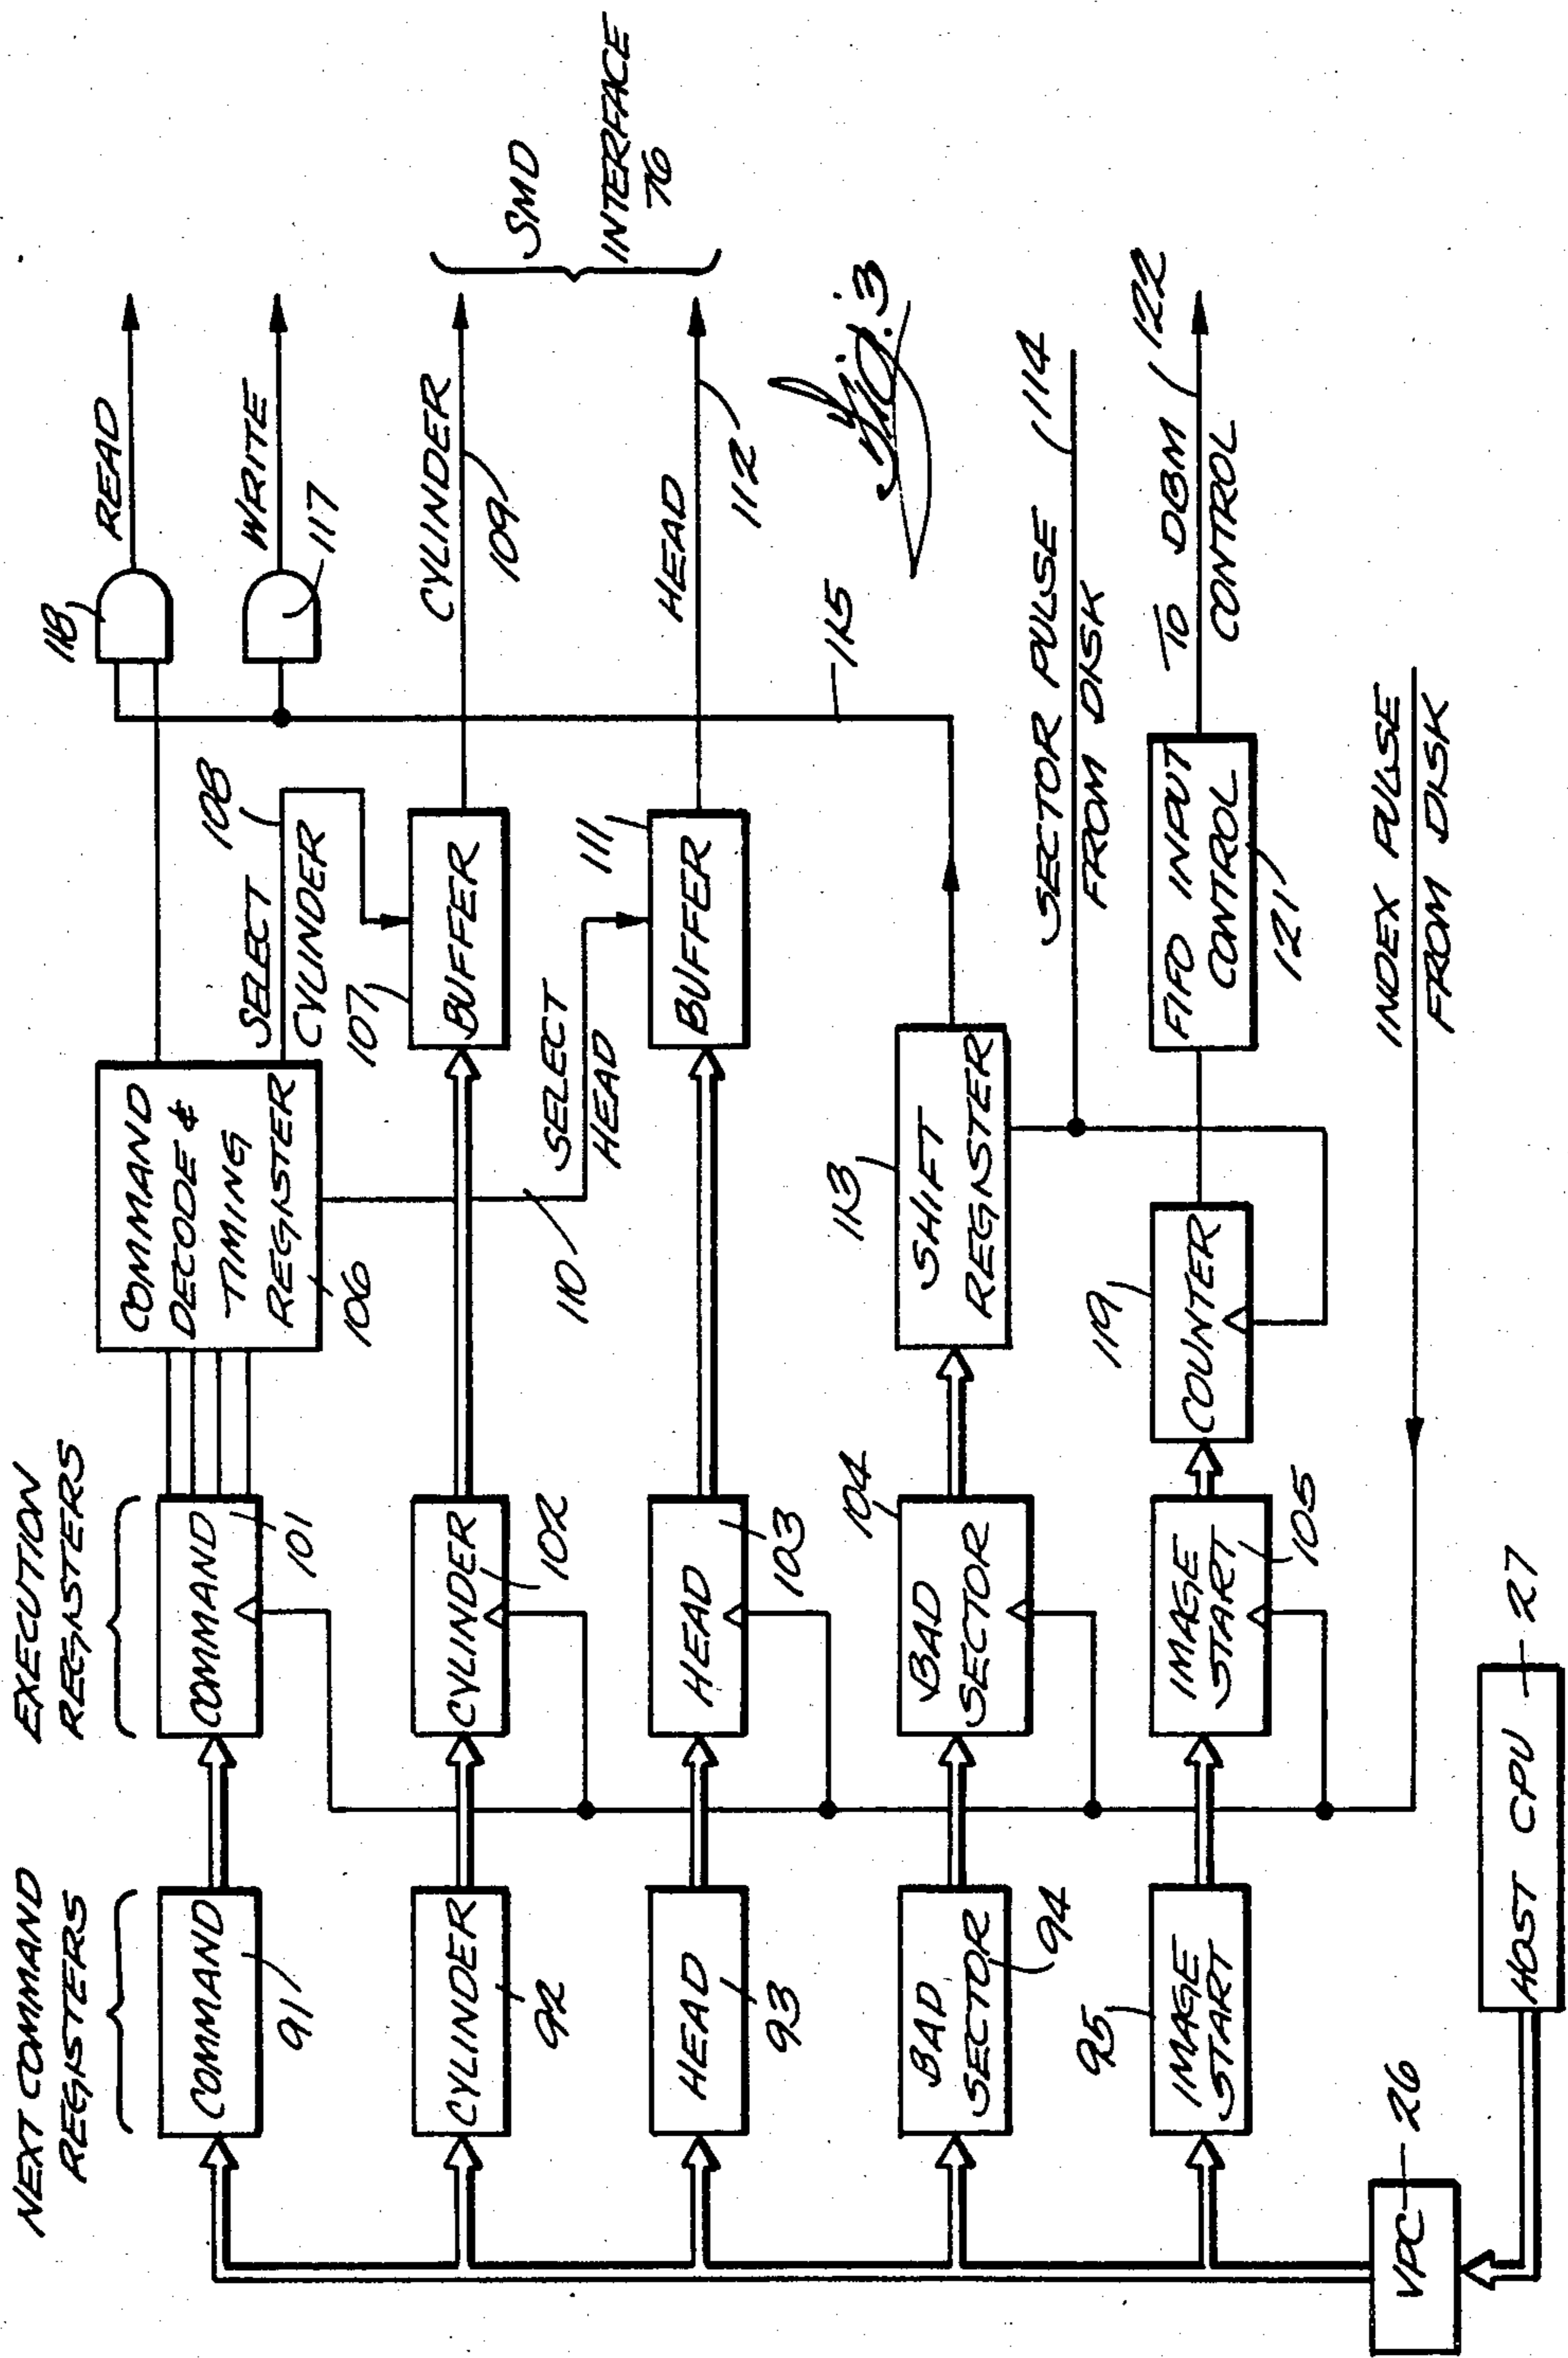 NEXT COMMAND
REGISTERS
EXECUTION
REGISTERS
COMMAND
91
COMMAND
101
COMMAND
DECODE &
TIMING
REGISTER
106
118
READ
WRITE
117
SELECT
CYLINDER
108
CYLINDER
92
CYLINDER
102
107
BUFFER
CYLINDER
109
SMD
INTERFACE
76
SELECT
HEAD
110
HEAD
93
HEAD
103
BUFFER
111
HEAD
112
BAD
SECTOR
94
BAD
SECTOR
104
SHIFT
REGISTER
113
115
Fig. 3
SECTOR PULSE
FROM DISK
114
IMAGE
START
95
IMAGE
START
105
COUNTER
119
FIFO INPUT
CONTROL
121
TO DBM
CONTROL
122
INDEX PULSE
FROM DISK
VPC
26
HOST CPU
27